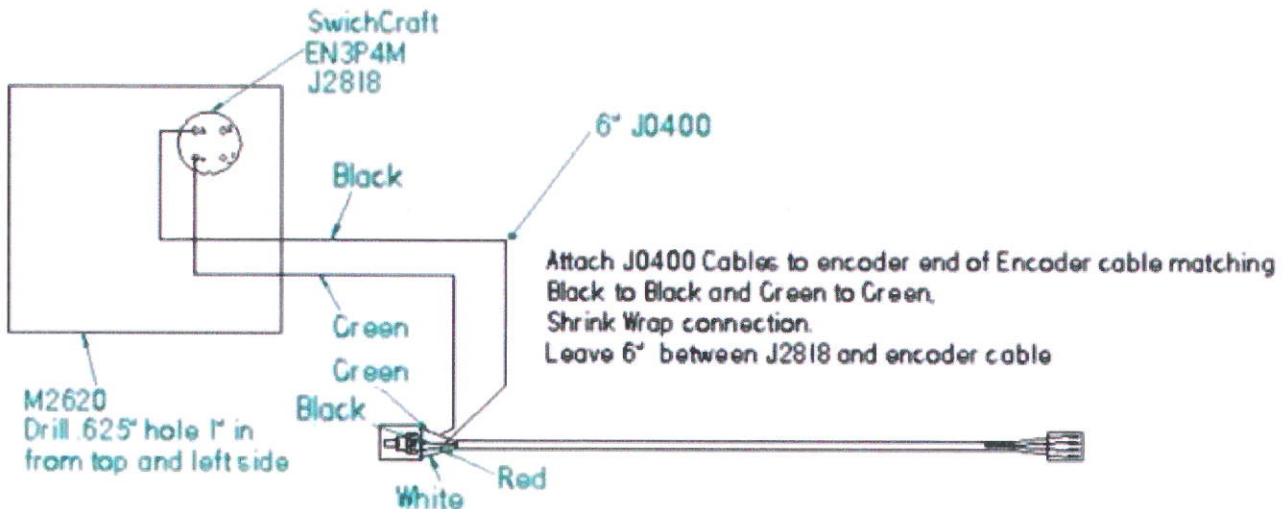 SwichCraft
EN3P4M
J2818
6" J0400
Black
Attach J0400 Cables to encoder end of Encoder cable matching
Black to Black and Green to Green.
Shrink Wrap connection.
Leave 6" between J2818 and encoder cable
Green
Green
Black
M2620
Drill .625" hole 1" in
from top and left side
Red
White